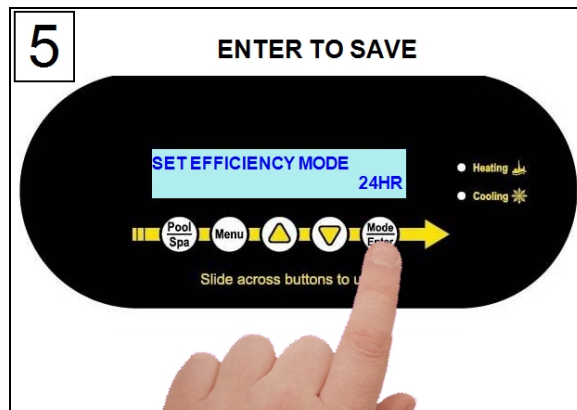 5
ENTER TO SAVE
SET EFFICIENCY MODE
24HR
Heating
Cooling
Pool
Spa
Menu
Mode
Enter
Slide across buttons to u